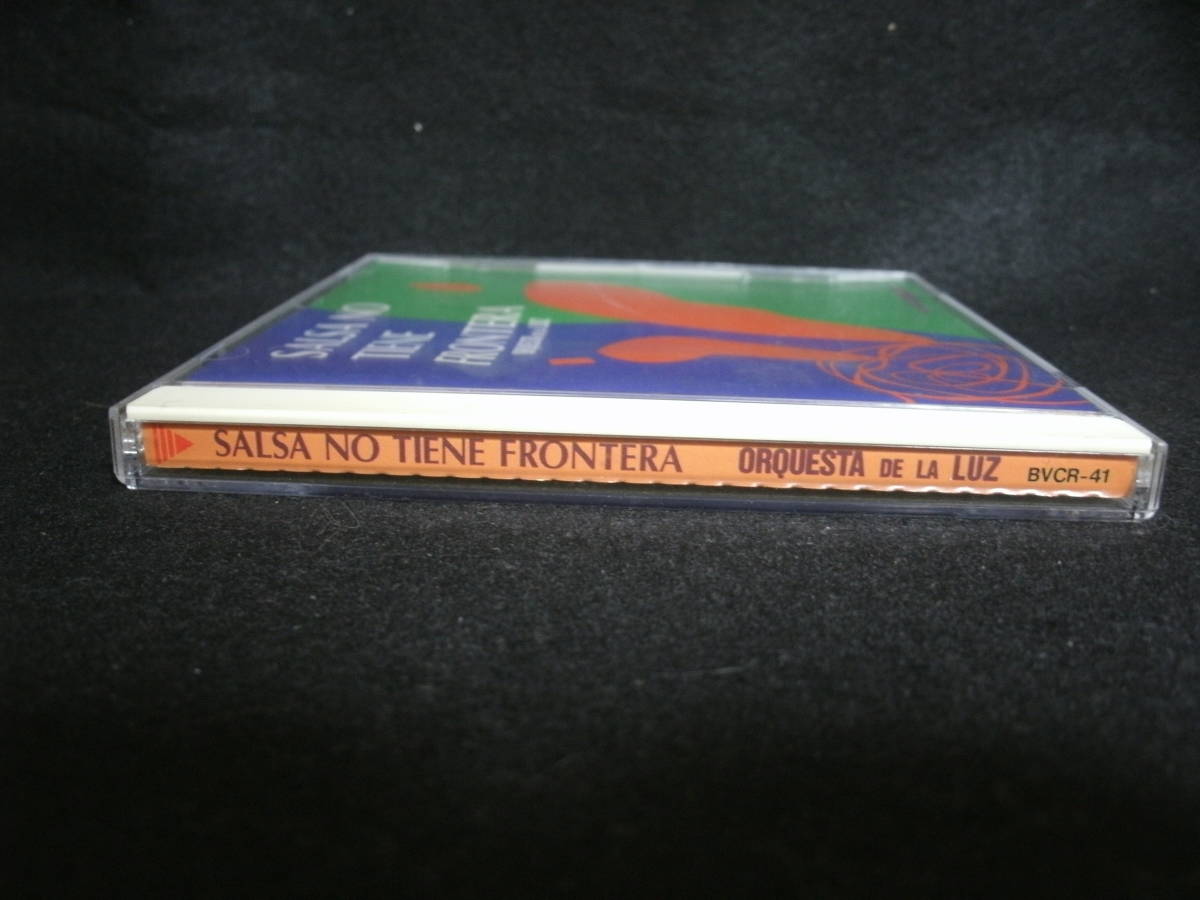 SALSA NO
TIENE
FRONTERA
SALSA NO TIENE FRONTERA ORQUESTA DE LA LUZ BVCR-41